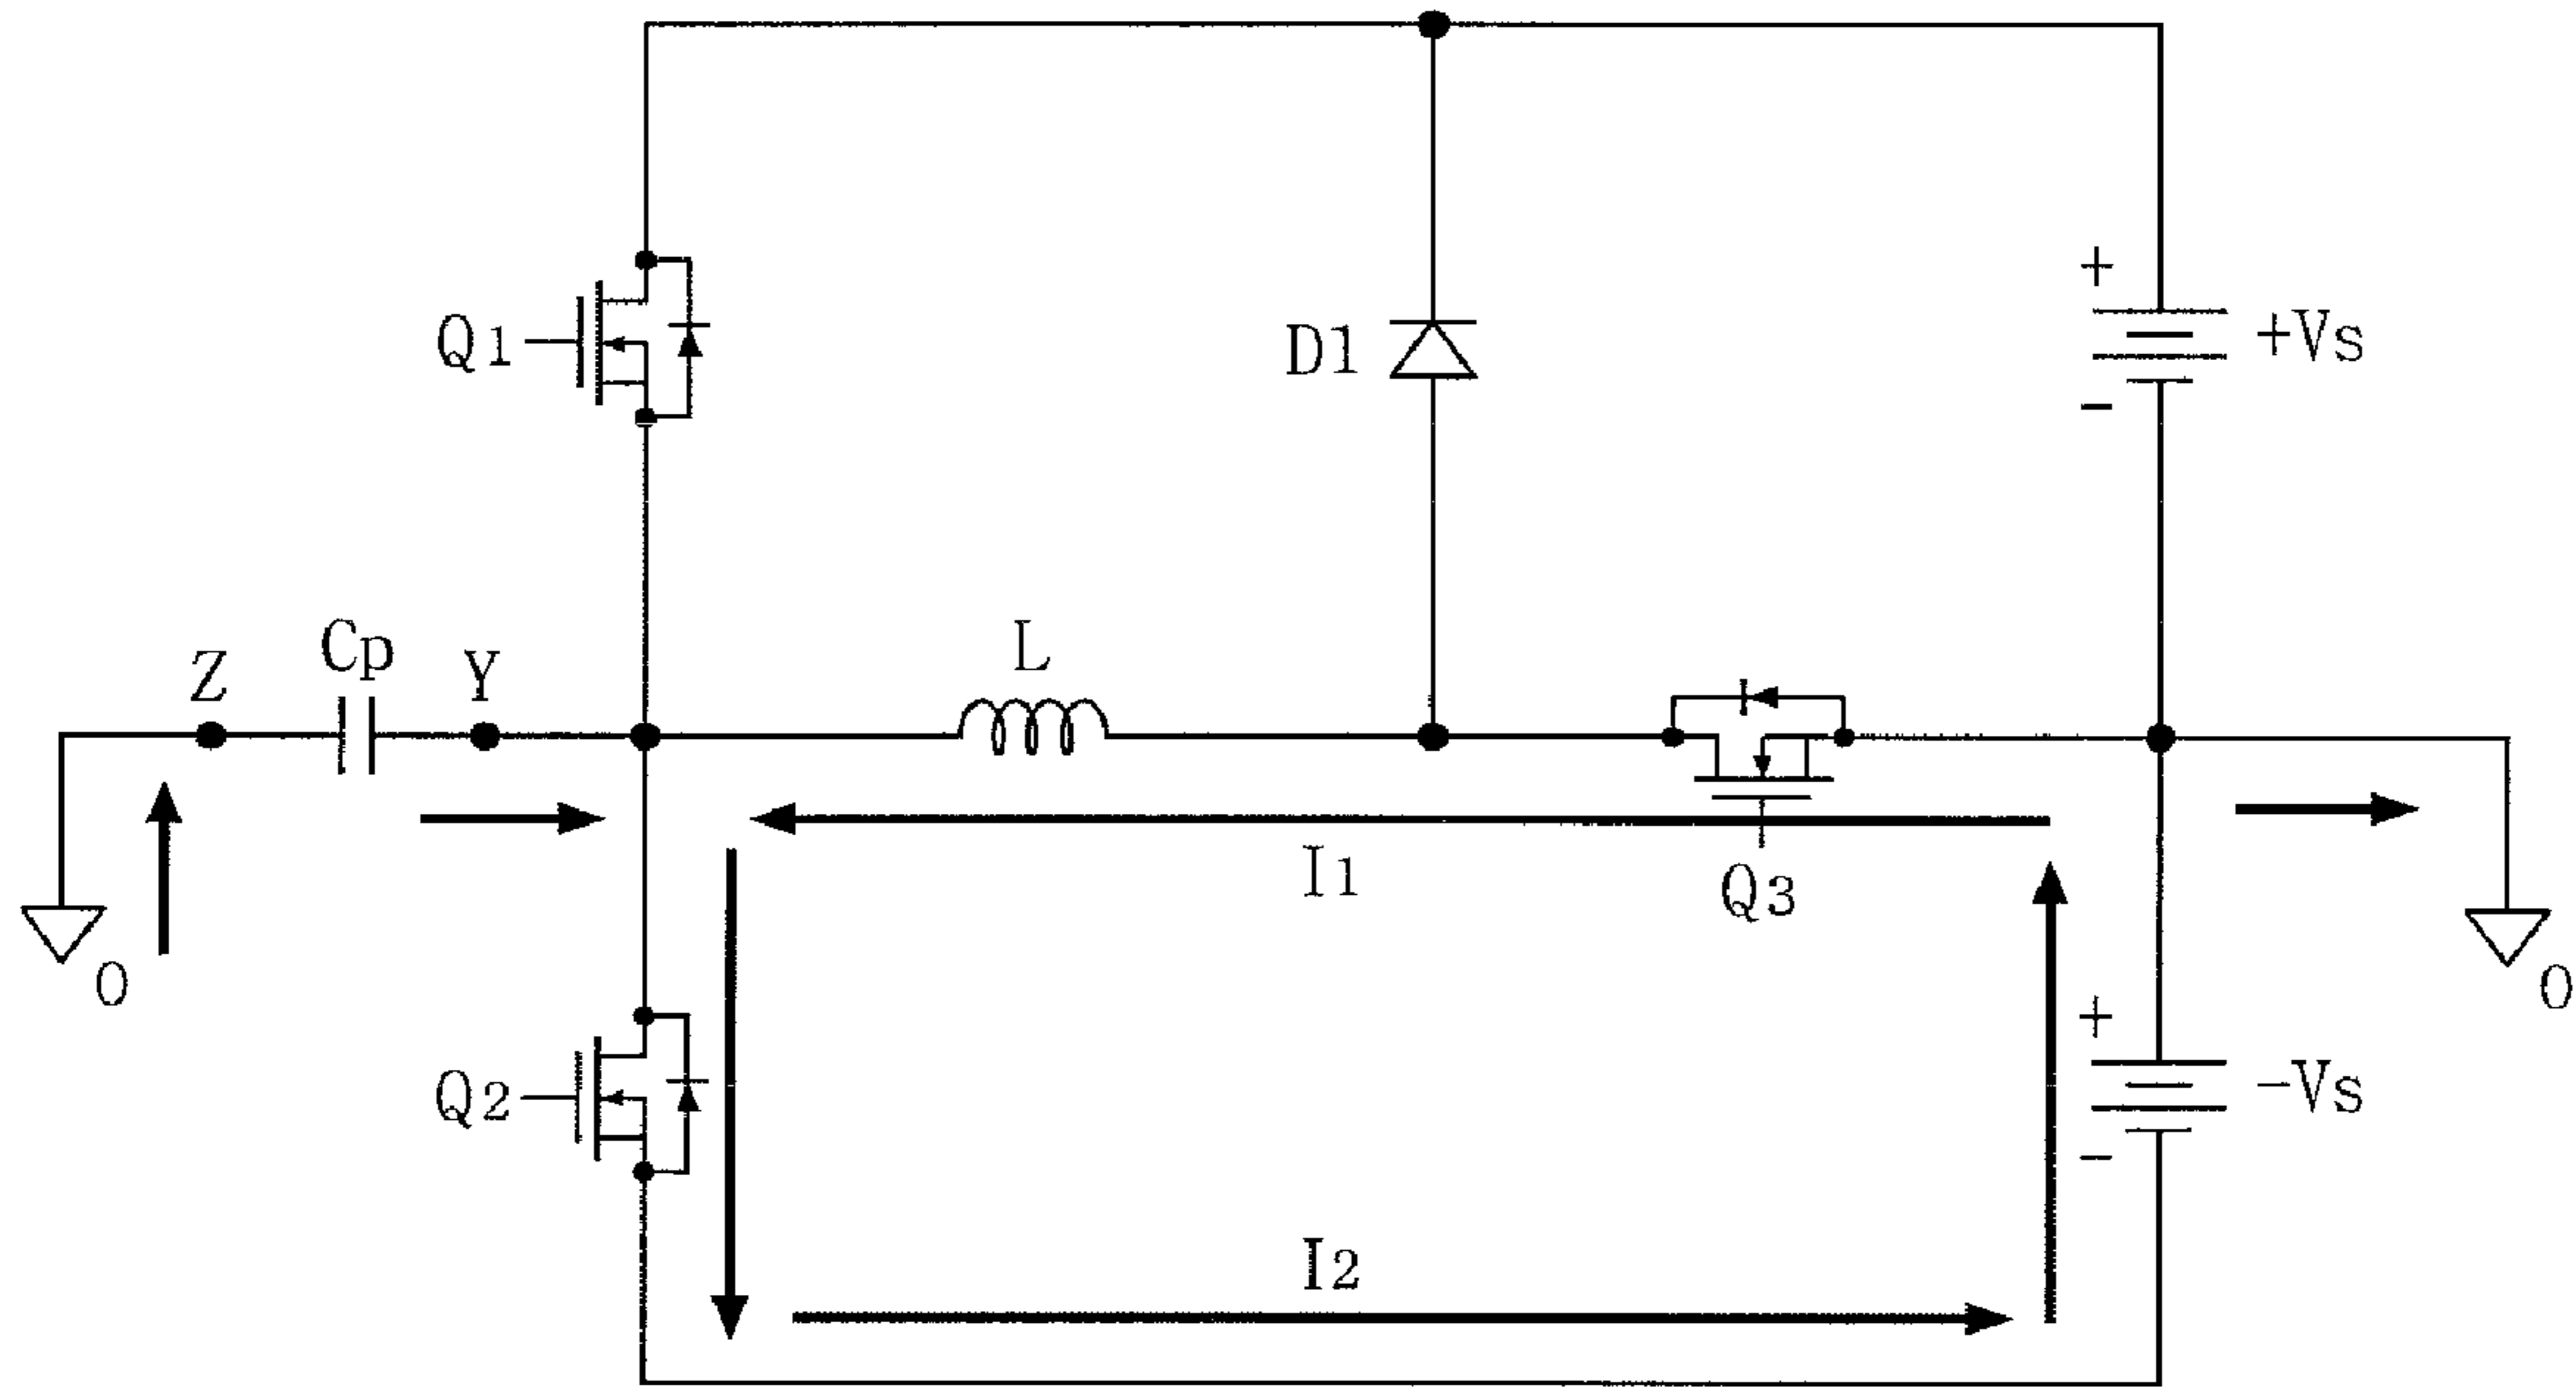 +
Q1
D1
+Vs
-
Z
Cp
Y
L
I1
Q3
O
O
+
Q2
-Vs
-
I2